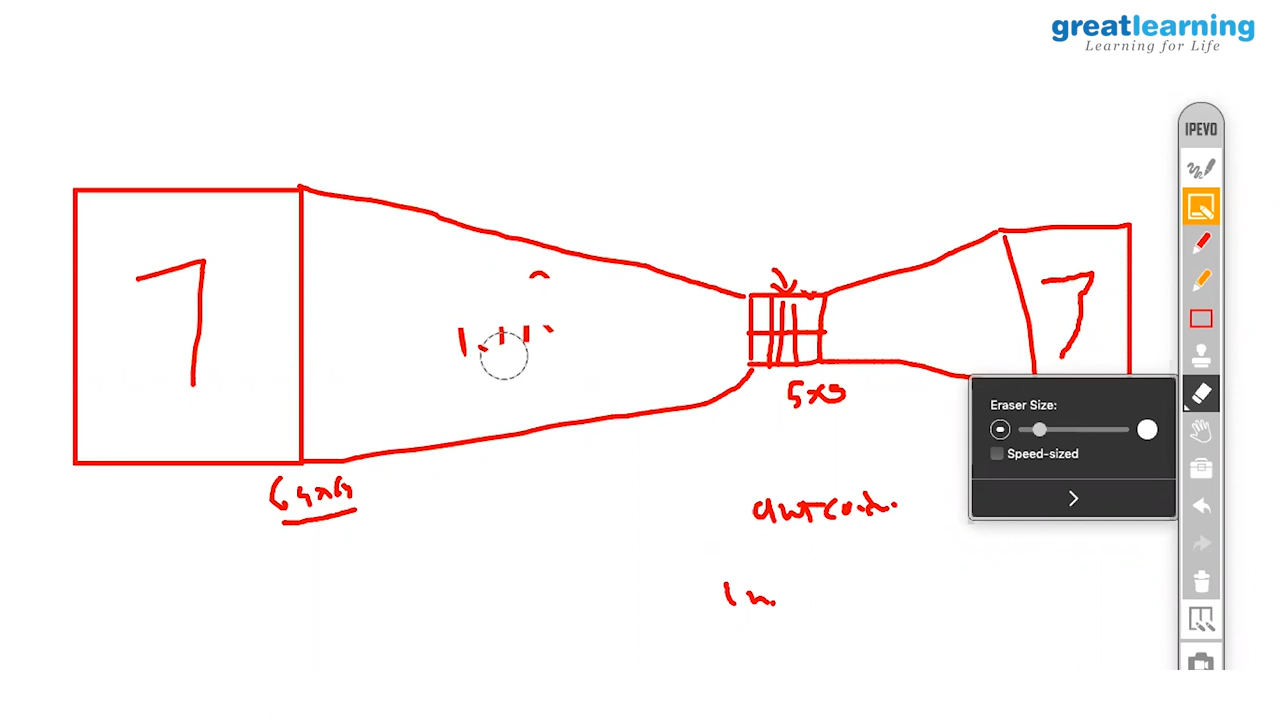 greatlearning
Learning for Life
IPEVO
7
7
5x5
Eraser Size:
Speed-sized
64x64